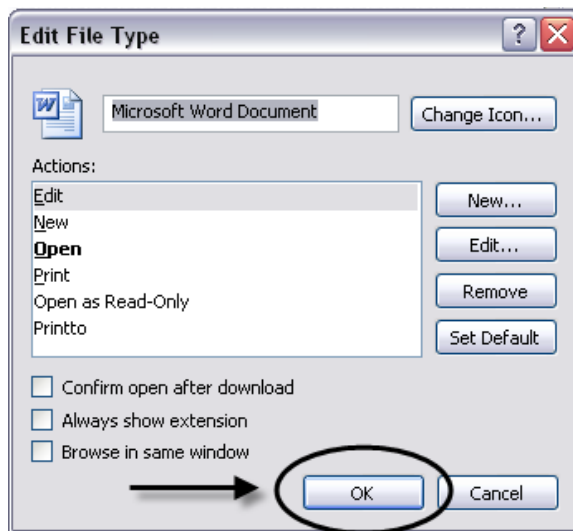 Edit File Type
?
W
Microsoft Word Document
Change Icon...
Actions:
Edit
New
Open
Print
Open as Read-Only
Printto
New...
Edit...
Remove
Set Default
Confirm open after download
Always show extension
Browse in same window
OK
Cancel